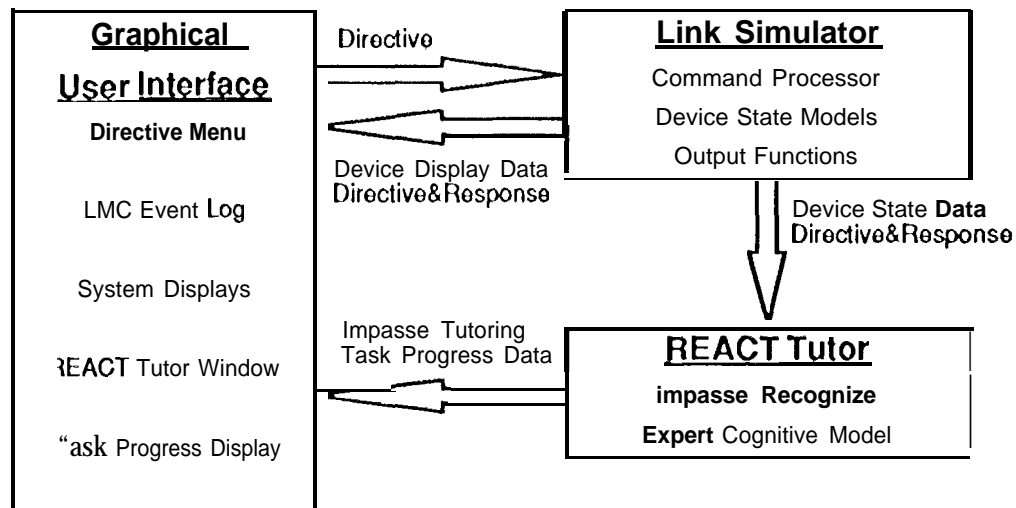 Graphical
User Interface
Directive Menu
LMC Event Log
System Displays
REACT Tutor Window
“ask Progress Display
Directive
Device Display Data
Directive&Response
Link Simulator
Command Processor
Device State Models
Output Functions
Device State Data
Directive&Response
Impasse Tutoring
Task Progress Data
REACT Tutor
impasse Recognize
Expert Cognitive Model